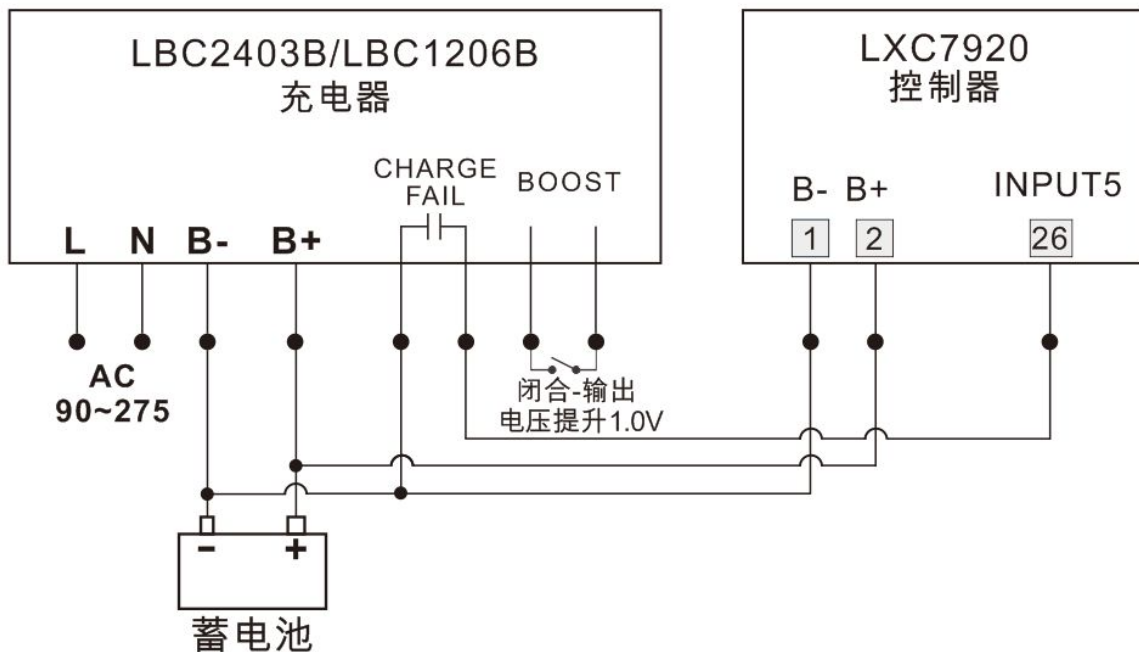 LBC2403B/LBC1206B
充电器
CHARGE
FAIL
BOOST
L N B- B+
LXC7920
控制器
B- B+ INPUT5
1 2 26
AC
90~275
闭合-输出
电压提升1.0V
- +
蓄电池